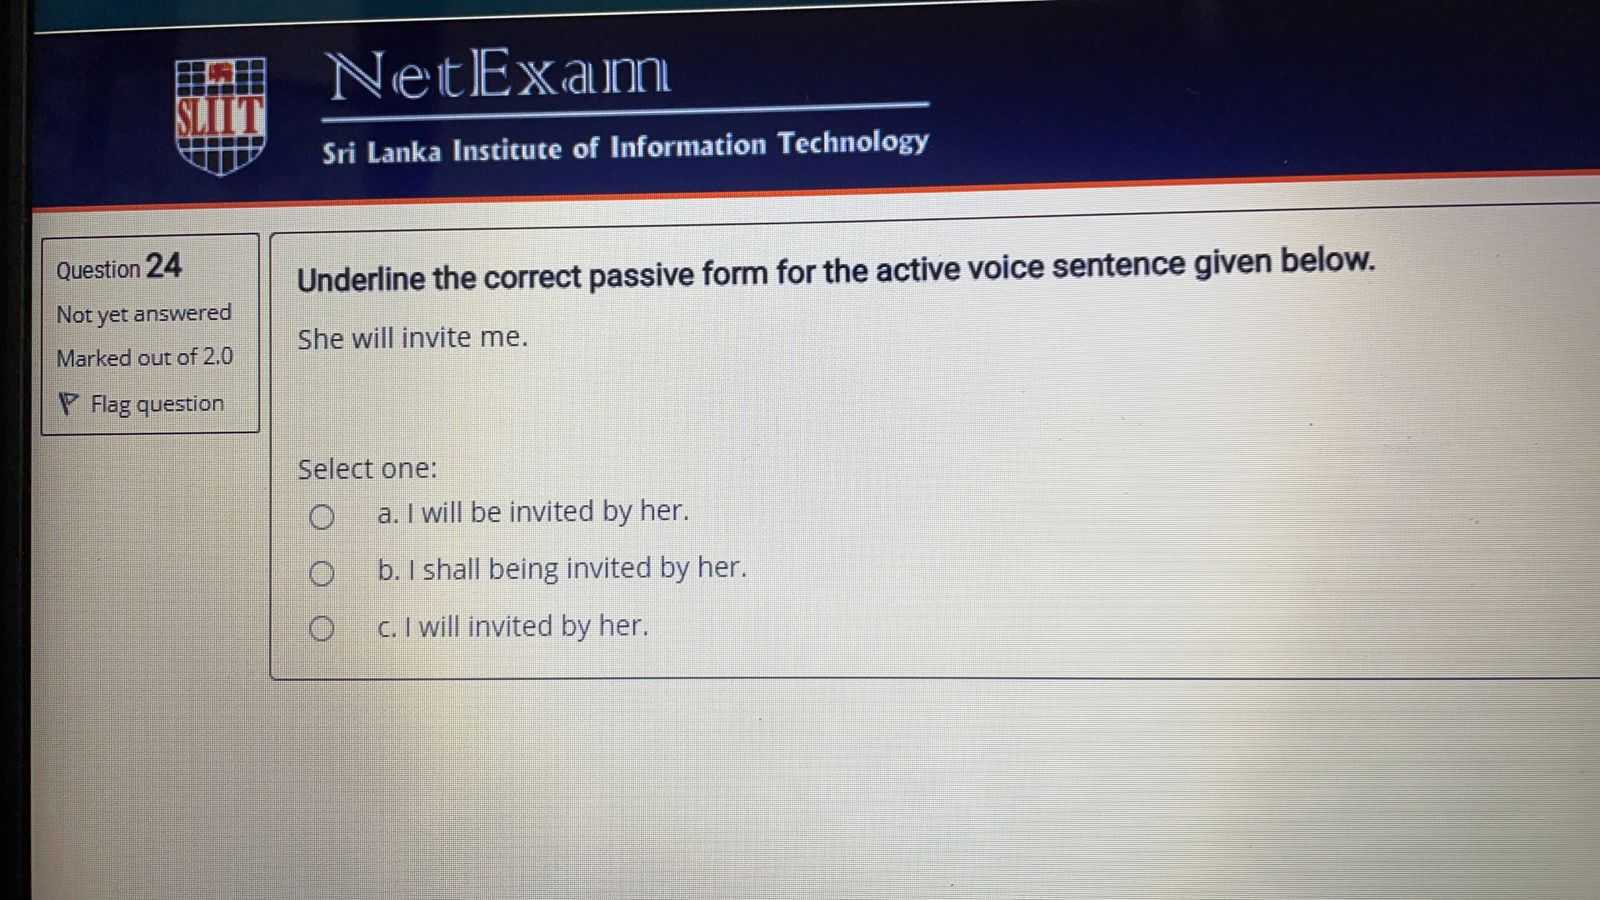 SLIIT
NetExam
Sri Lanka Institute of Information Technology
Question 24
Not yet answered
Marked out of 2.0
Flag question
Underline the correct passive form for the active voice sentence given below.
She will invite me.
Select one:
a. I will be invited by her.
b. I shall being invited by her.
c. I will invited by her.